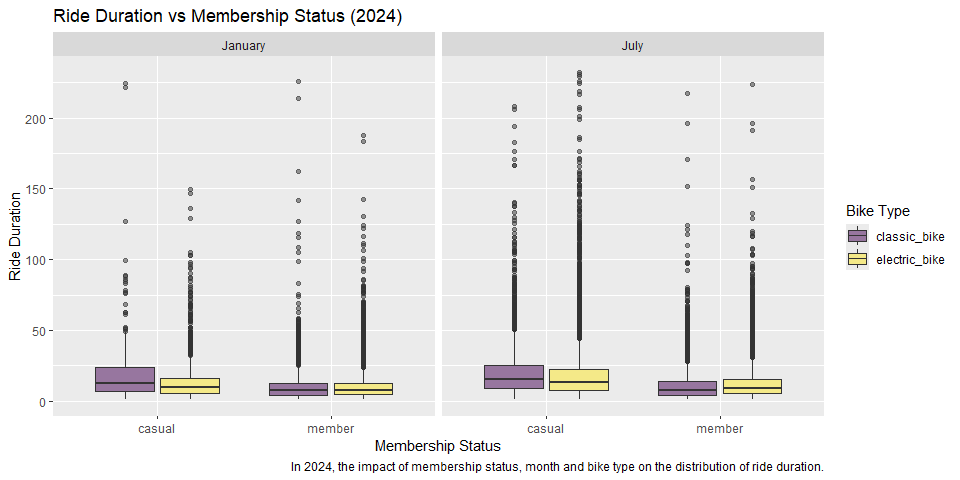 Ride Duration vs Membership Status (2024)
January
July
200
150
100
50
0
Ride Duration
casual
member
casual
member
Membership Status
Bike Type
classic_bike
electric_bike
In 2024, the impact of membership status, month and bike type on the distribution of ride duration.